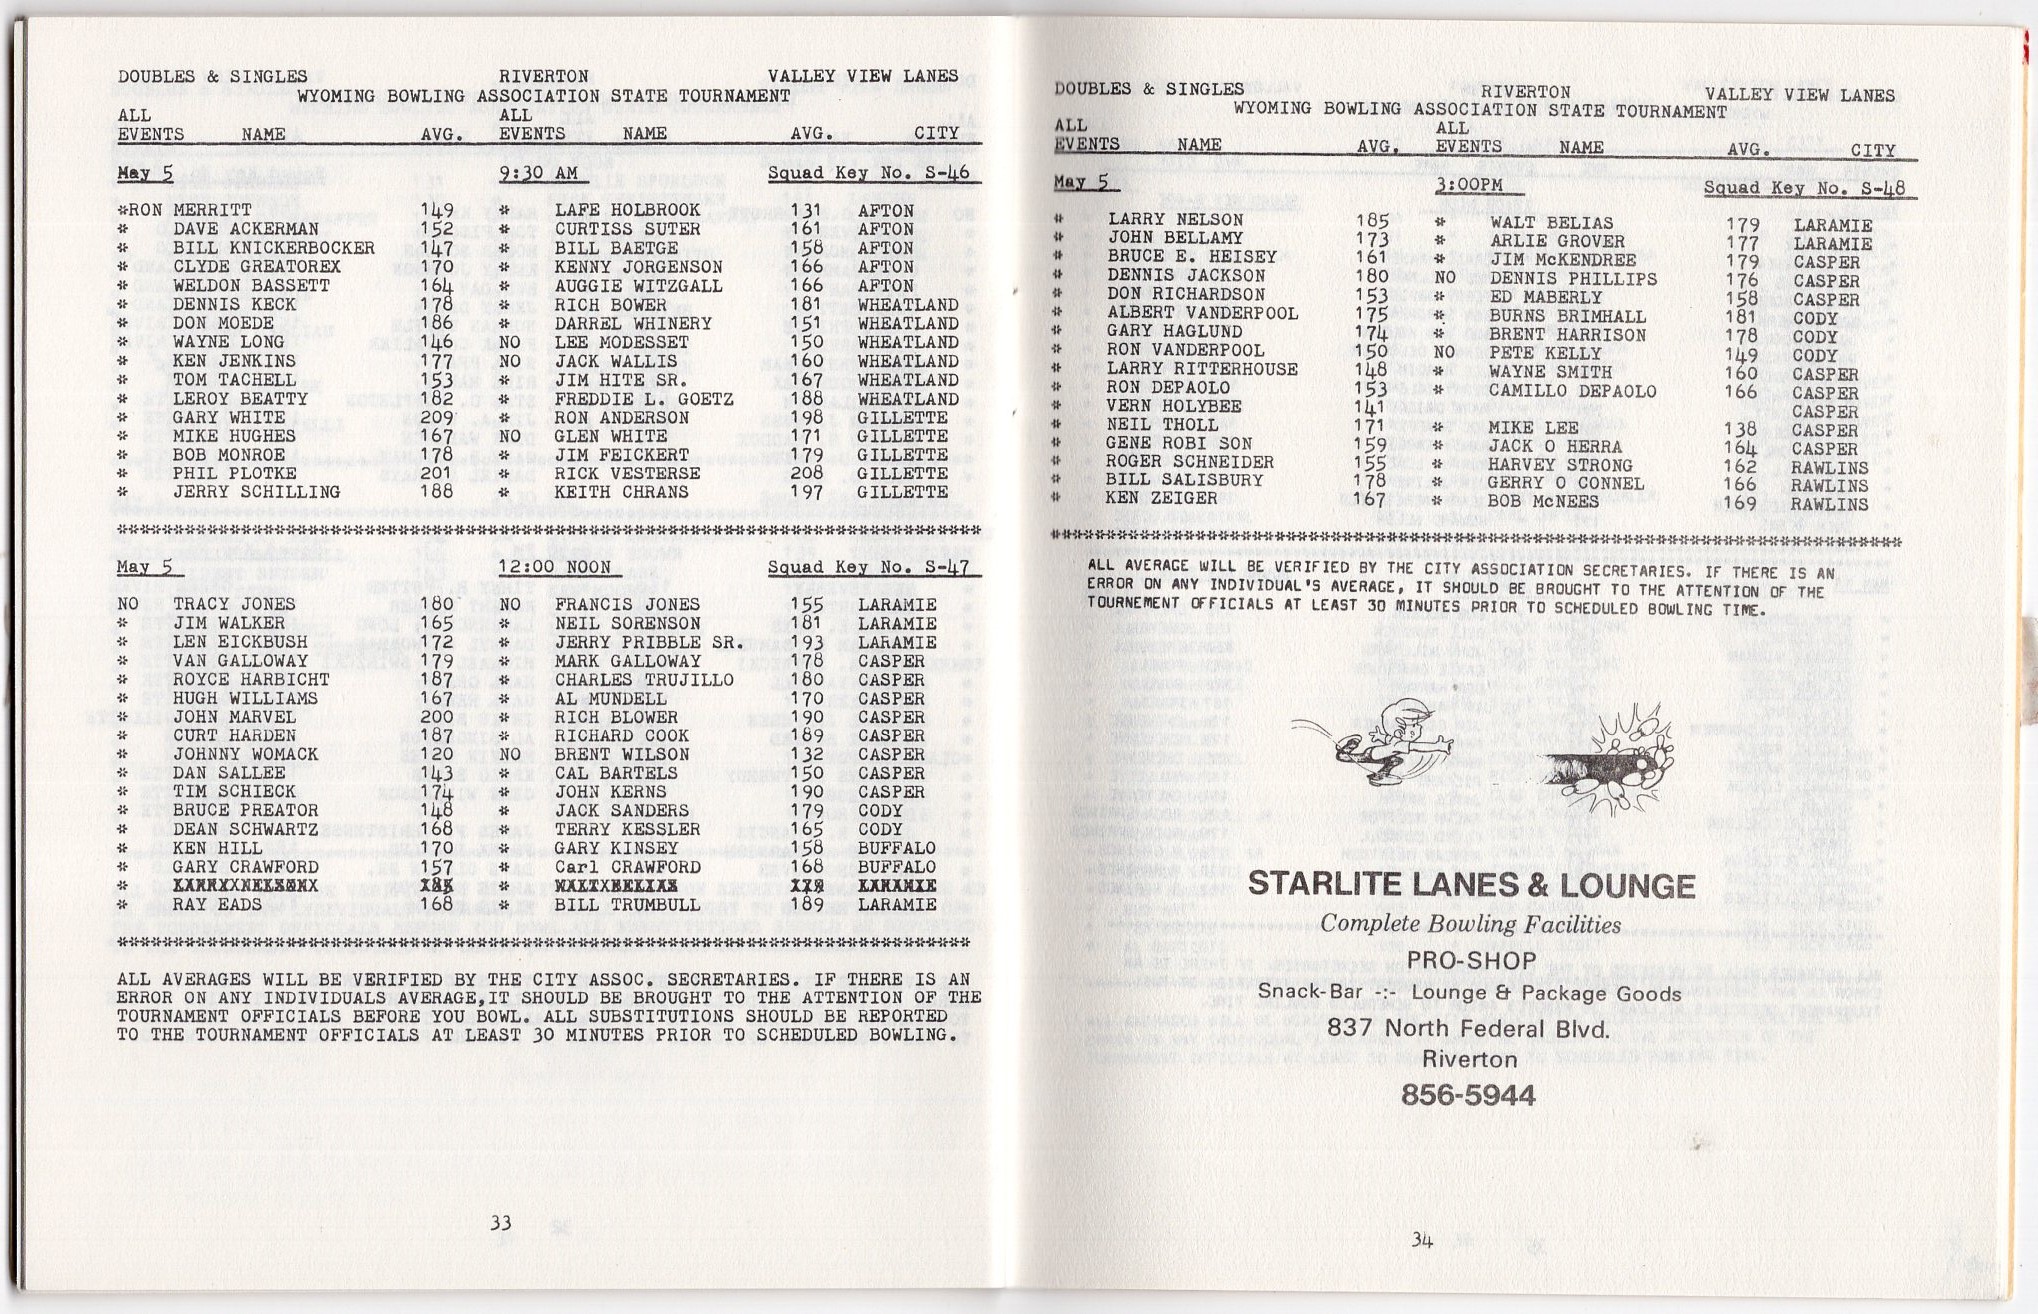 DOUBLES & SINGLES RIVERTON VALLEY VIEW LANES
WYOMING BOWLING ASSOCIATION STATE TOURNAMENT
ALL ALL
EVENTS NAME AVG. EVENTS NAME AVG. CITY
May 5 9:30 AM Squad Key No. S-46
*RON MERRITT 149 * LAFE HOLBROOK 131 AFTON
* DAVE ACKERMAN 152 * CURTISS SUTER 161 AFTON
* BILL KNICKERBOCKER 147 * BILL BAETGE 158 AFTON
* CLYDE GREATOREX 170 * KENNY JORGENSON 166 AFTON
* WELDON BASSETT 164 * AUGGIE WITZGALL 166 AFTON
* DENNIS KECK 178 * RICH BOWER 181 WHEATLAND
* DON MOEDE 186 * DARREL WHINERY 151 WHEATLAND
* WAYNE LONG 146 NO LEE MODESSET 150 WHEATLAND
* KEN JENKINS 177 NO JACK WALLIS 160 WHEATLAND
* TOM TACHELL 153 * JIM HITE SR. 167 WHEATLAND
* LEROY BEATTY 182 * FREDDIE L. GOETZ 188 WHEATLAND
* GARY WHITE 209 * RON ANDERSON 198 GILLETTE
* MIKE HUGHES 167 NO GLEN WHITE 171 GILLETTE
* BOB MONROE 178 * JIM FEICKERT 179 GILLETTE
* PHIL PLOTKE 201 * RICK VESTERSE 208 GILLETTE
* JERRY SCHILLING 188 * KEITH CHRANS 197 GILLETTE
May 5 12:00 NOON Squad Key No. S-47
NO TRACY JONES 180 NO FRANCIS JONES 155 LARAMIE
* JIM WALKER 165 * NEIL SORENSON 181 LARAMIE
* LEN EICKBUSH 172 * JERRY PRIBBLE SR. 193 LARAMIE
* VAN GALLOWAY 179 * MARK GALLOWAY 178 CASPER
* ROYCE HARBICHT 187 * CHARLES TRUJILLO 180 CASPER
* HUGH WILLIAMS 167 * AL MUNDELL 170 CASPER
* JOHN MARVEL 200 * RICH BLOWER 190 CASPER
* CURT HARDEN 187 * RICHARD COOK 189 CASPER
* JOHNNY WOMACK 120 NO BRENT WILSON 132 CASPER
* DAN SALLEE 143 * CAL BARTELS 150 CASPER
* TIM SCHIECK 174 * JOHN KERNS 190 CASPER
* BRUCE PREATOR 148 * JACK SANDERS 179 CODY
* DEAN SCHWARTZ 168 * TERRY KESSLER 165 CODY
* KEN HILL 170 * GARY KINSEY 158 BUFFALO
* GARY CRAWFORD 157 * Carl CRAWFORD 168 BUFFALO
* *
* RAY EADS 168 * BILL TRUMBULL 189 LARAMIE
ALL AVERAGES WILL BE VERIFIED BY THE CITY ASSOC. SECRETARIES. IF THERE IS AN
ERROR ON ANY INDIVIDUALS AVERAGE,IT SHOULD BE BROUGHT TO THE ATTENTION OF THE
TOURNAMENT OFFICIALS BEFORE YOU BOWL. ALL SUBSTITUTIONS SHOULD BE REPORTED
TO THE TOURNAMENT OFFICIALS AT LEAST 30 MINUTES PRIOR TO SCHEDULED BOWLING.
33
DOUBLES & SINGLES RIVERTON VALLEY VIEW LANES
WYOMING BOWLING ASSOCIATION STATE TOURNAMENT
ALL ALL
EVENTS NAME AVG. EVENTS NAME AVG. CITY
May 5 3:00PM Squad Key No. S-48
* LARRY NELSON 185 * WALT BELIAS 179 LARAMIE
* JOHN BELLAMY 173 * ARLIE GROVER 177 LARAMIE
* BRUCE E. HEISEY 161 * JIM McKENDREE 179 CASPER
* DENNIS JACKSON 180 NO DENNIS PHILLIPS 176 CASPER
* DON RICHARDSON 153 * ED MABERLY 158 CASPER
* ALBERT VANDERPOOL 175 * BURNS BRIMHALL 181 CODY
* GARY HAGLUND 174 * BRENT HARRISON 178 CODY
* RON VANDERPOOL 150 NO PETE KELLY 149 CODY
* LARRY RITTERHOUSE 148 * WAYNE SMITH 160 CASPER
* RON DEPAOLO 153 * CAMILLO DEPAOLO 166 CASPER
* VERN HOLYBEE 141 CASPER
* NEIL THOLL 171 * MIKE LEE 138 CASPER
* GENE ROBI SON 159 * JACK O HERRA 164 CASPER
* ROGER SCHNEIDER 155 * HARVEY STRONG 162 RAWLINS
* BILL SALISBURY 178 * GERRY O CONNEL 166 RAWLINS
* KEN ZEIGER 167 * BOB McNEES 169 RAWLINS
ALL AVERAGE WILL BE VERIFIED BY THE CITY ASSOCIATION SECRETARIES. IF THERE IS AN
ERROR ON ANY INDIVIDUAL'S AVERAGE, IT SHOULD BE BROUGHT TO THE ATTENTION OF THE
TOURNEMENT OFFICIALS AT LEAST 30 MINUTES PRIOR TO SCHEDULED BOWLING TIME.
STARLITE LANES & LOUNGE
Complete Bowling Facilities
PRO-SHOP
Snack-Bar -:- Lounge & Package Goods
837 North Federal Blvd.
Riverton
856-5944
34